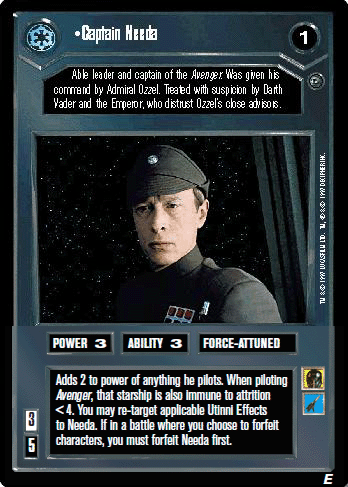 •Captain Needa
1
Able leader and captain of the Avenger. Was given his
command by Admiral Ozzel. Treated with suspicion by Darth
Vader and the Emperor, who distrust Ozzel's close advisors.
POWER 3
ABILITY 3
FORCE-ATTUNED
Adds 2 to power of anything he pilots. When piloting
Avenger, that starship is also immune to attrition
< 4. You may re-target applicable Utinni Effects
to Needa. If in a battle where you choose to forfeit
characters, you must forfeit Needa first.
3
5
E